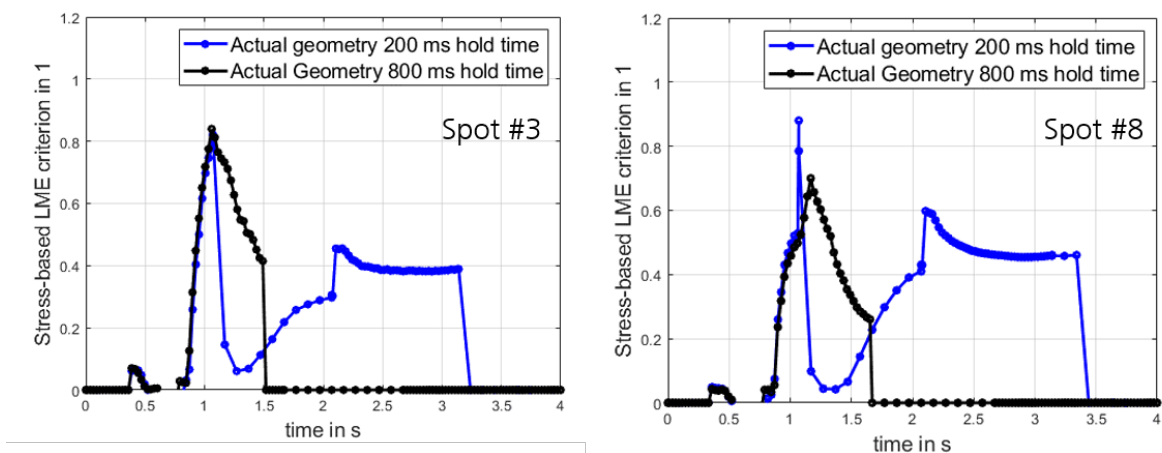 Stress-based LME criterion in 1
1.2
1
0.8
0.6
0.4
0.2
0
Actual geometry 200 ms hold time
Actual Geometry 800 ms hold time
Spot #3
0 0.5 1 1.5 2 2.5 3 3.5 4
time in s
Stress-based LME criterion in 1
1.2
1
0.8
0.6
0.4
0.2
0
Actual geometry 200 ms hold time
Actual Geometry 800 ms hold time
Spot #8
0 0.5 1 1.5 2 2.5 3 3.5 4
time in s